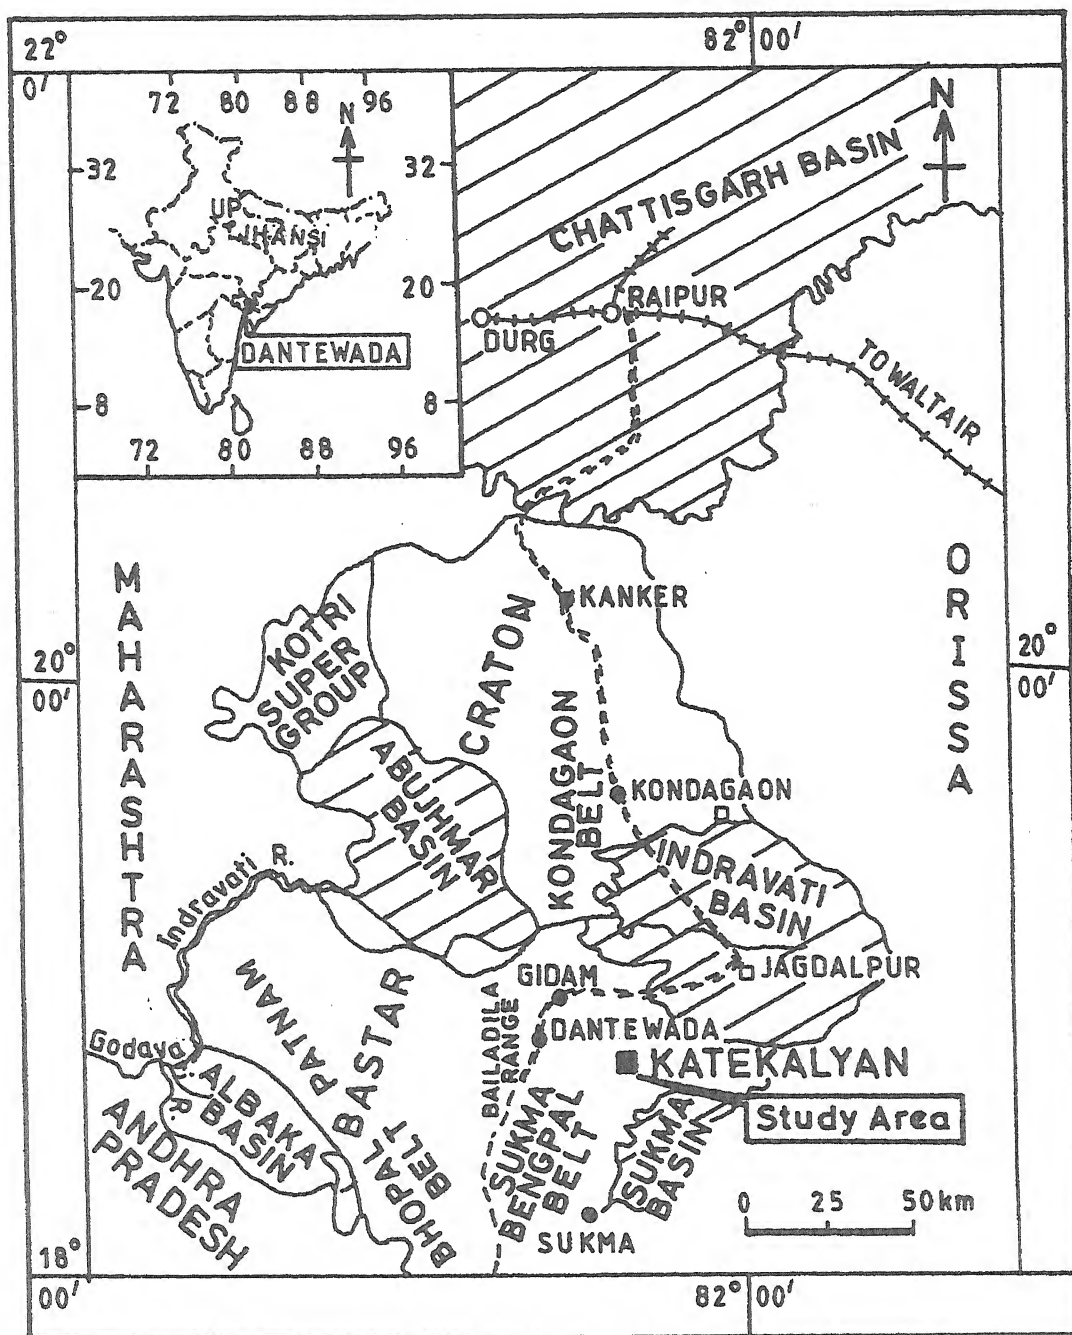 22°
0'
82° 00'
72 80 88 96
N
32
32
UP
JHANSI
20
20
DANTEWADA
8
8
72 80 88 96
CHATTISGARH BASIN
N
RAIPUR
DURG
TO WALTAIR
MAHARASHTRA
ORISSA
KANKER
20°
00'
20°
00'
KOTRI
SUPER
GROUP
CRATON
ABUJHMAR
BASIN
KONDAGAON
BELT
KONDAGAON
INDRAVATI
BASIN
Indravati R.
JAGDALPUR
GIDAM
DANTEWADA
PATNAM
BASTAR
BAILADILA
RANGE
KATEKALYAN
Study Area
Godava
R.
ALBAKA
BASIN
ANDHRA
PRADESH
BHOPAL
BELT
SUKMA
BENGPAL
BELT
SUKMA
BASIN
SUKMA
0 25 50km
18°
00'
82° 00'